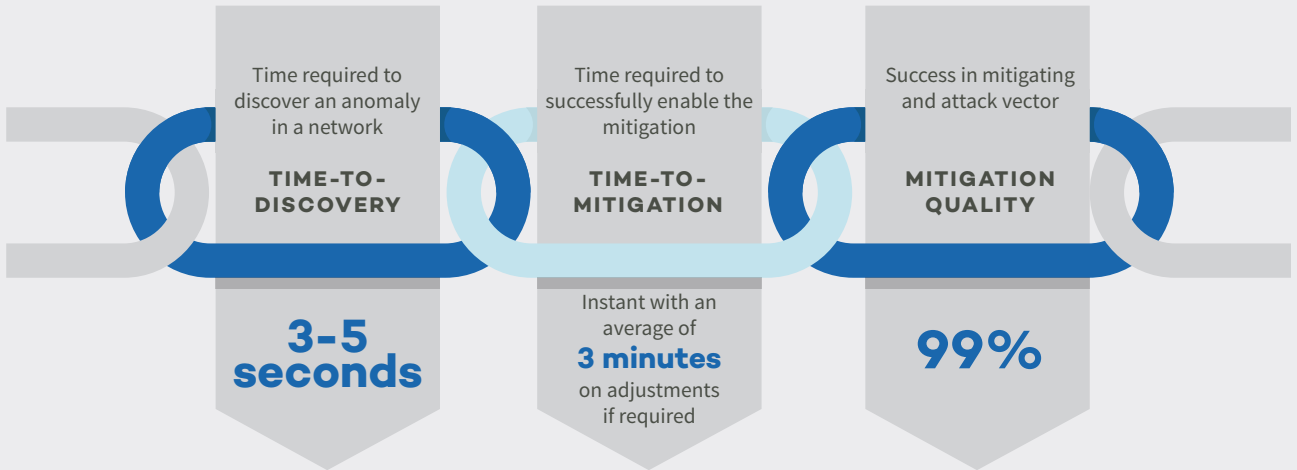 Time required to
discover an anomaly
in a network
TIME-TO-
DISCOVERY
3-5
seconds
Time required to
successfully enable the
mitigation
TIME-TO-
MITIGATION
Instant with an
average of
3 minutes
on adjustments
if required
Success in mitigating
and attack vector
MITIGATION
QUALITY
99%